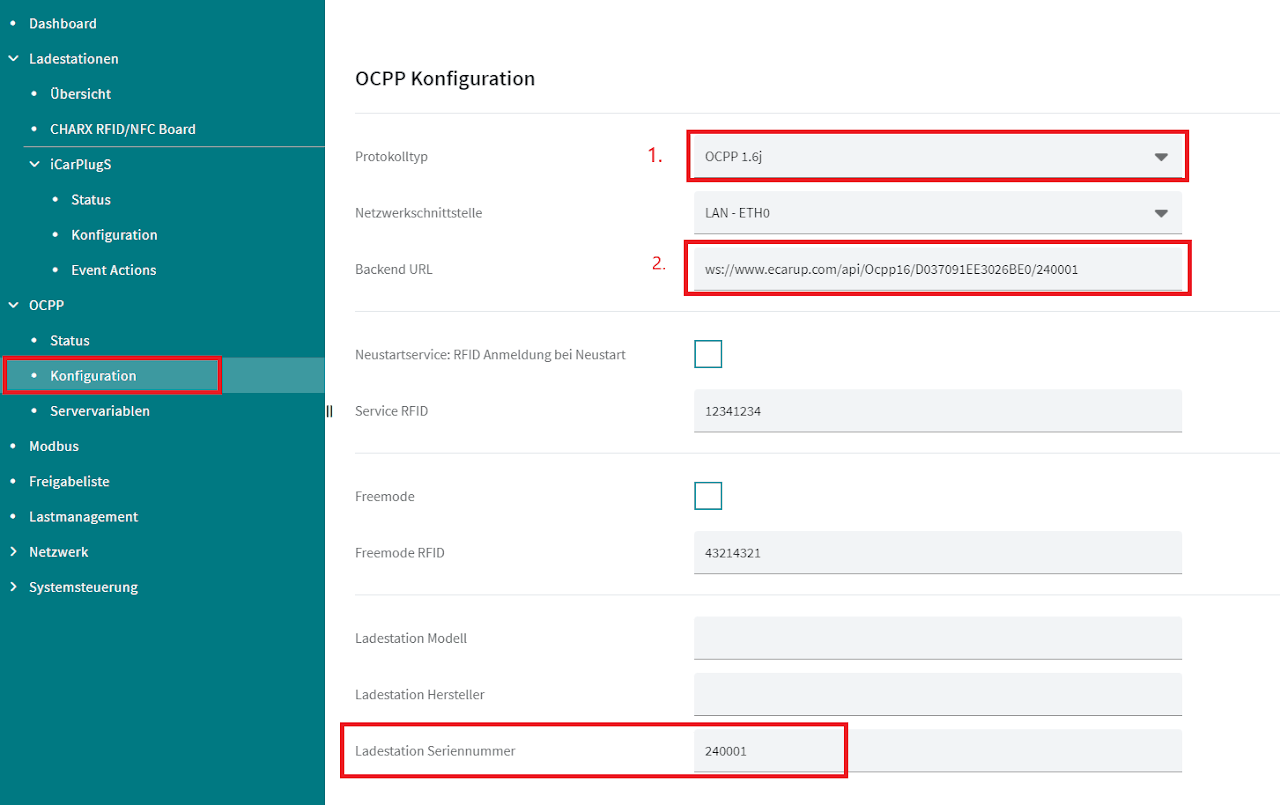 Dashboard
Ladestationen
Übersicht
CHARX RFID/NFC Board
iCarPlugS
Status
Konfiguration
Event Actions
OCPP
Status
Konfiguration
Servervariablen
Modbus
Freigabeliste
Lastmanagement
Netzwerk
Systemsteuerung
OCPP Konfiguration
Protokolltyp
1.
OCPP 1.6j
Netzwerkschnittstelle
LAN - ETH0
Backend URL
2.
ws://www.ecarup.com/api/Ocpp16/D037091EE3026BE0/240001
Neustartservice: RFID Anmeldung bei Neustart
Service RFID
12341234
Freemode
Freemode RFID
43214321
Ladestation Modell
Ladestation Hersteller
Ladestation Seriennummer
240001